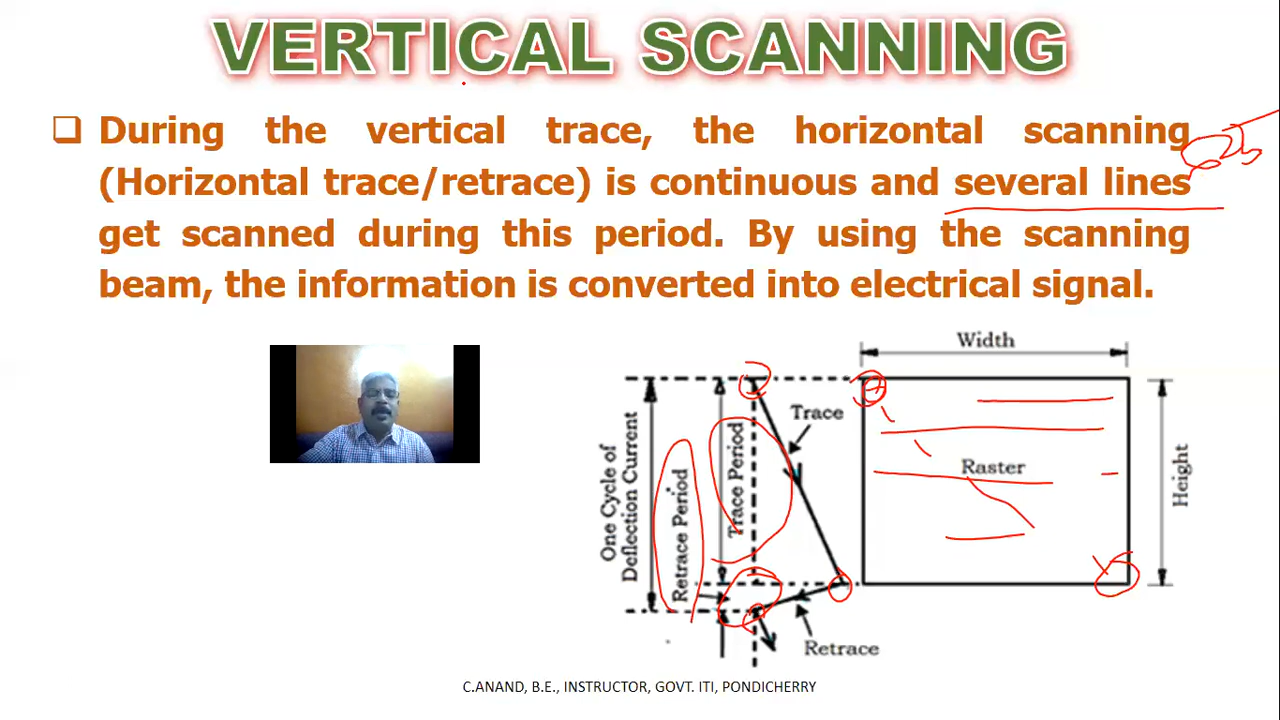 VERTICAL SCANNING
❑ During the vertical trace, the horizontal scanning
(Horizontal trace/retrace) is continuous and several lines
get scanned during this period. By using the scanning
beam, the information is converted into electrical signal.
625
Width
Trace
One Cycle of
Deflection Current
Retrace Period
Trace Period
Raster
Height
Retrace
C.ANAND, B.E., INSTRUCTOR, GOVT. ITI, PONDICHERRY